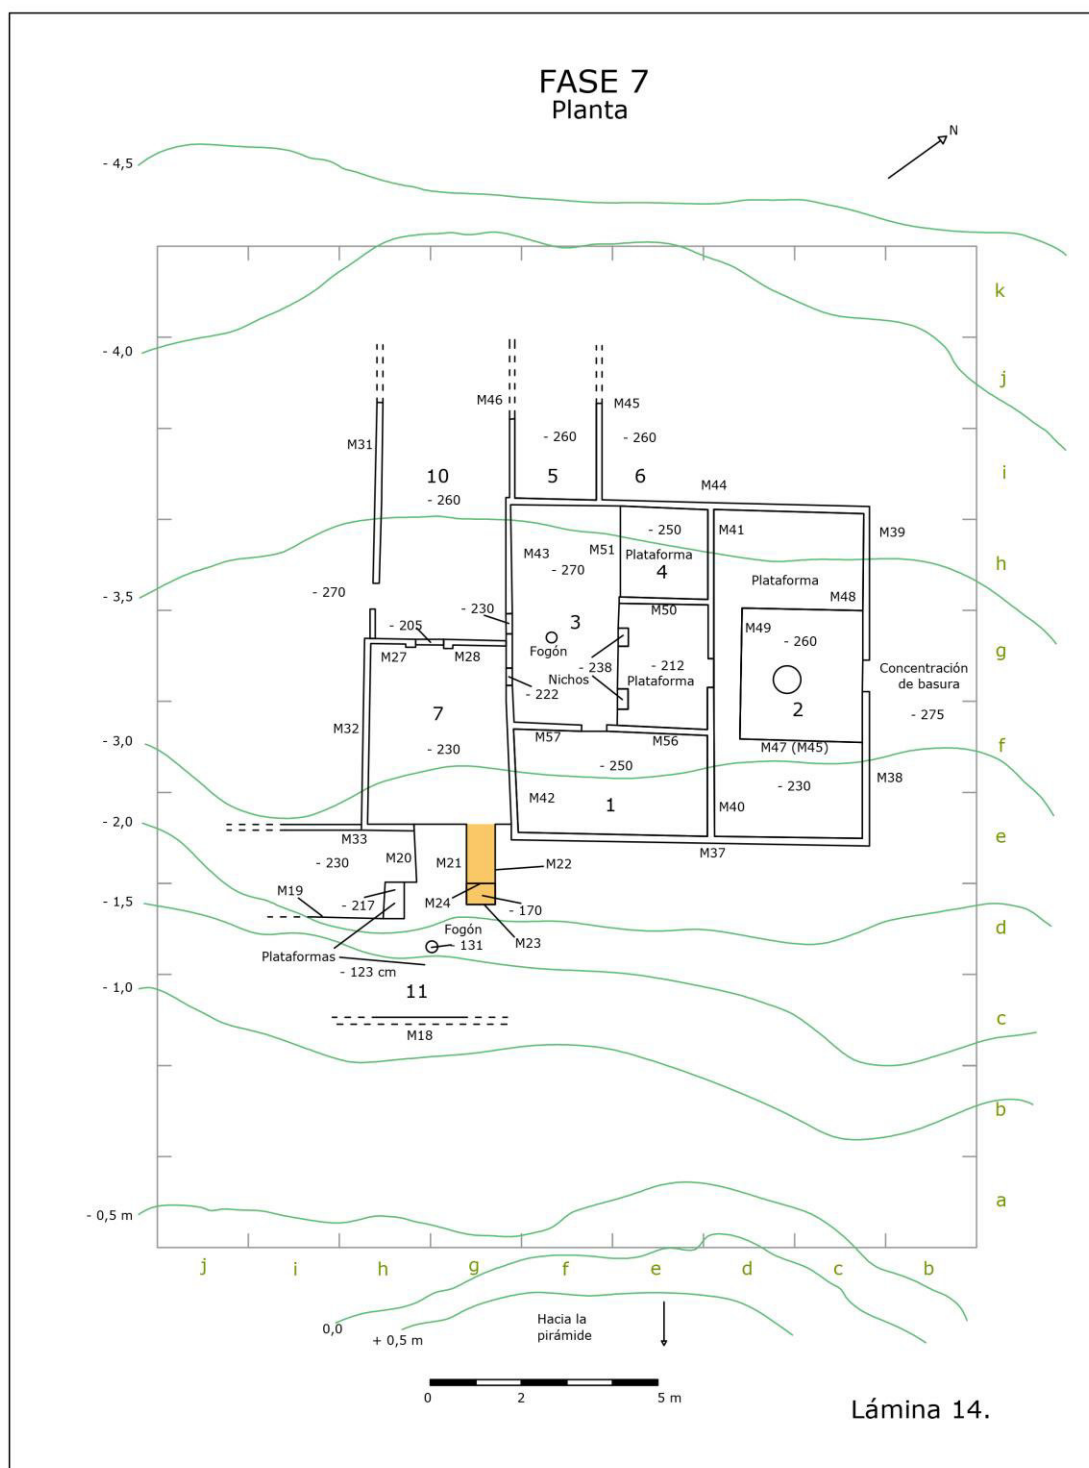 FASE 7
Planta
N
- 4,5
k
- 4,0
j
M46
M45
M31
- 260
- 260
10
5
6
i
M44
- 260
M41
M39
- 250
M43
M51
Plataforma
h
- 270
4
Plataforma
- 270
M48
- 3,5
- 230
M50
- 205
3
M49
- 260
M27
M28
Fogón
- 238
- 212
g
Nichos
Plataforma
Concentración
de basura
- 222
7
2
- 275
M32
- 3,0
- 230
M57
M56
M47 (M45)
f
- 250
M38
- 230
M42
1
M40
- 2,0
M33
e
M20
M21
M22
M37
- 230
M19
M24
- 1,5
- 217
- 170
Fogón
M23
d
- 131
Plataformas
- 123 cm
- 1,0
11
c
M18
b
a
- 0,5 m
j
i
h
g
f
e
d
c
b
Hacia la
pirámide
0,0
+ 0,5 m
0
2
5 m
Lámina 14.